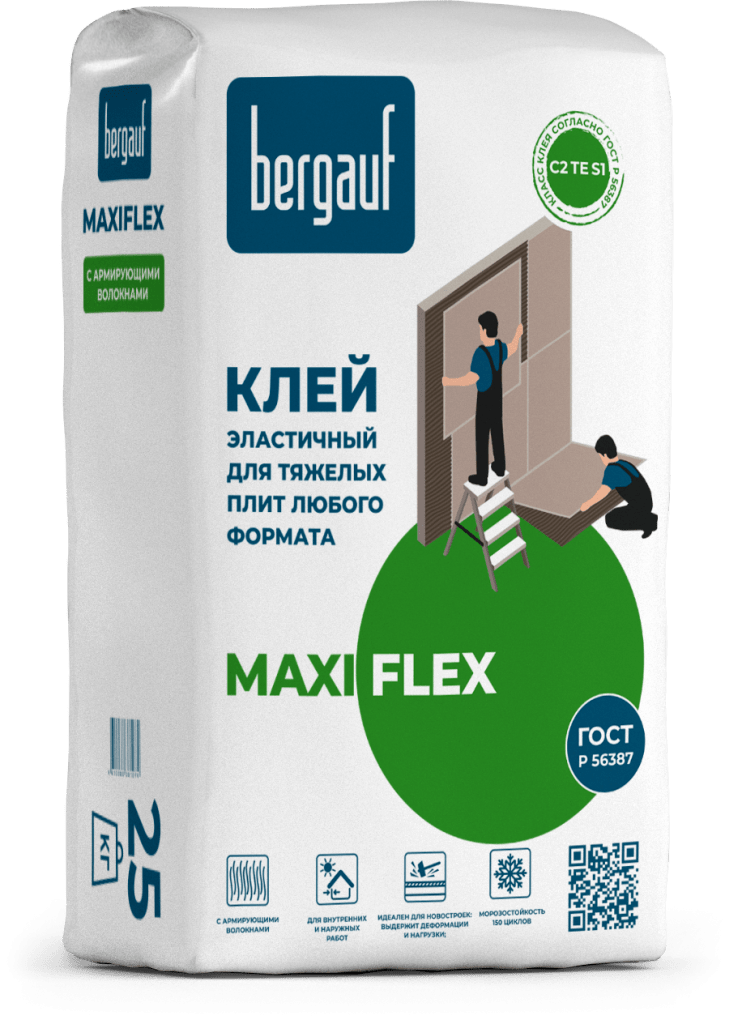 bergauf
MAXIFLEX
С АРМИРУЮЩИМИ
ВОЛОКНАМИ
25
КГ
bergauf
КЛАСС КЛЕЯ СОГЛАСНО ГОСТ Р 56387
C2 TE S1
КЛЕЙ
ЭЛАСТИЧНЫЙ
ДЛЯ ТЯЖЕЛЫХ
ПЛИТ ЛЮБОГО
ФОРМАТА
MAXI FLEX
ГОСТ
Р 56387
С АРМИРУЮЩИМИ
ВОЛОКНАМИ
ДЛЯ ВНУТРЕННИХ
И НАРУЖНЫХ
РАБОТ
ИДЕАЛЕН ДЛЯ НОВОСТРОЕК:
ВЫДЕРЖИТ ДЕФОРМАЦИИ
И НАГРУЗКИ;
МОРОЗОСТОЙКОСТЬ
150 ЦИКЛОВ